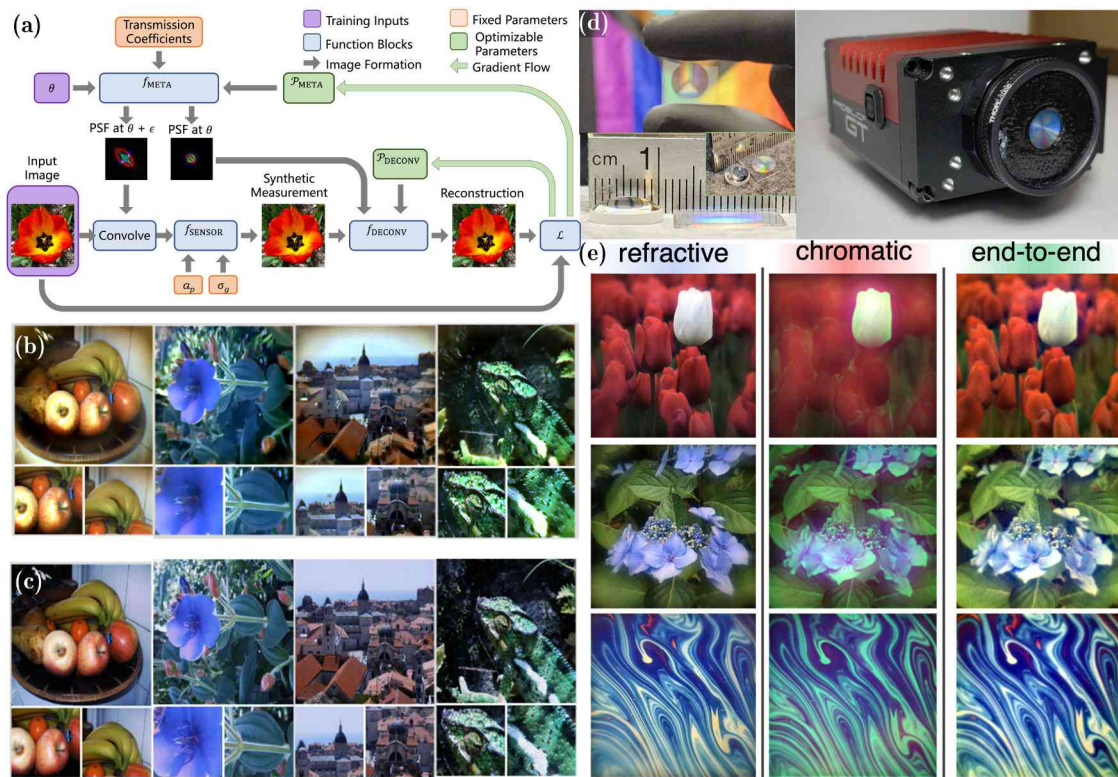 (a)
Transmission
Coefficients
Training Inputs
Function Blocks
Image Formation
Fixed Parameters
Optimizable
Parameters
Gradient Flow
θ
f_META
𝒫_META
PSF at θ + ϵ
PSF at θ
Input
Image
Synthetic
Measurement
𝒫_DECONV
Reconstruction
Convolve
f_SENSOR
f_DECONV
ℒ
α_p
σ_g
(b)
(c)
(d)
cm
1
2
GT
(e)
refractive
chromatic
end-to-end